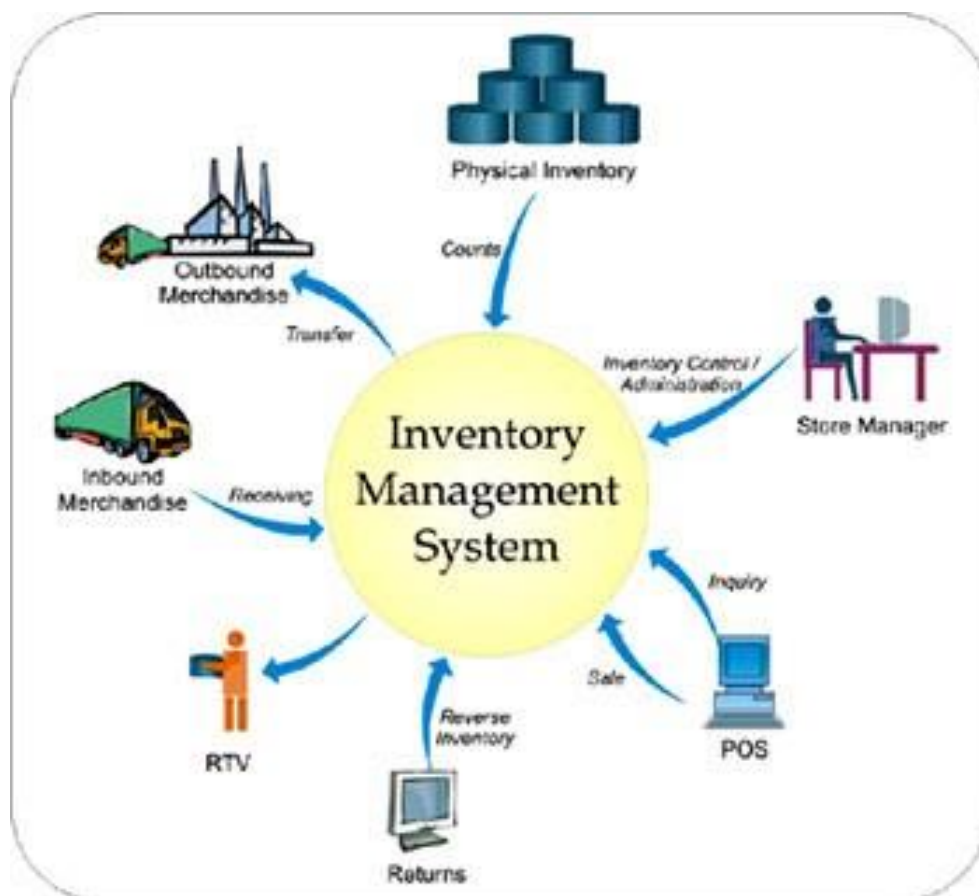 Physical Inventory
Counts
Outbound
Merchandise
Transfer
Inventory Control /
Administration
Store Manager
Inventory
Management
System
Inbound
Merchandise
Receiving
Inquiry
Sale
POS
RTV
Reverse
Inventory
Returns